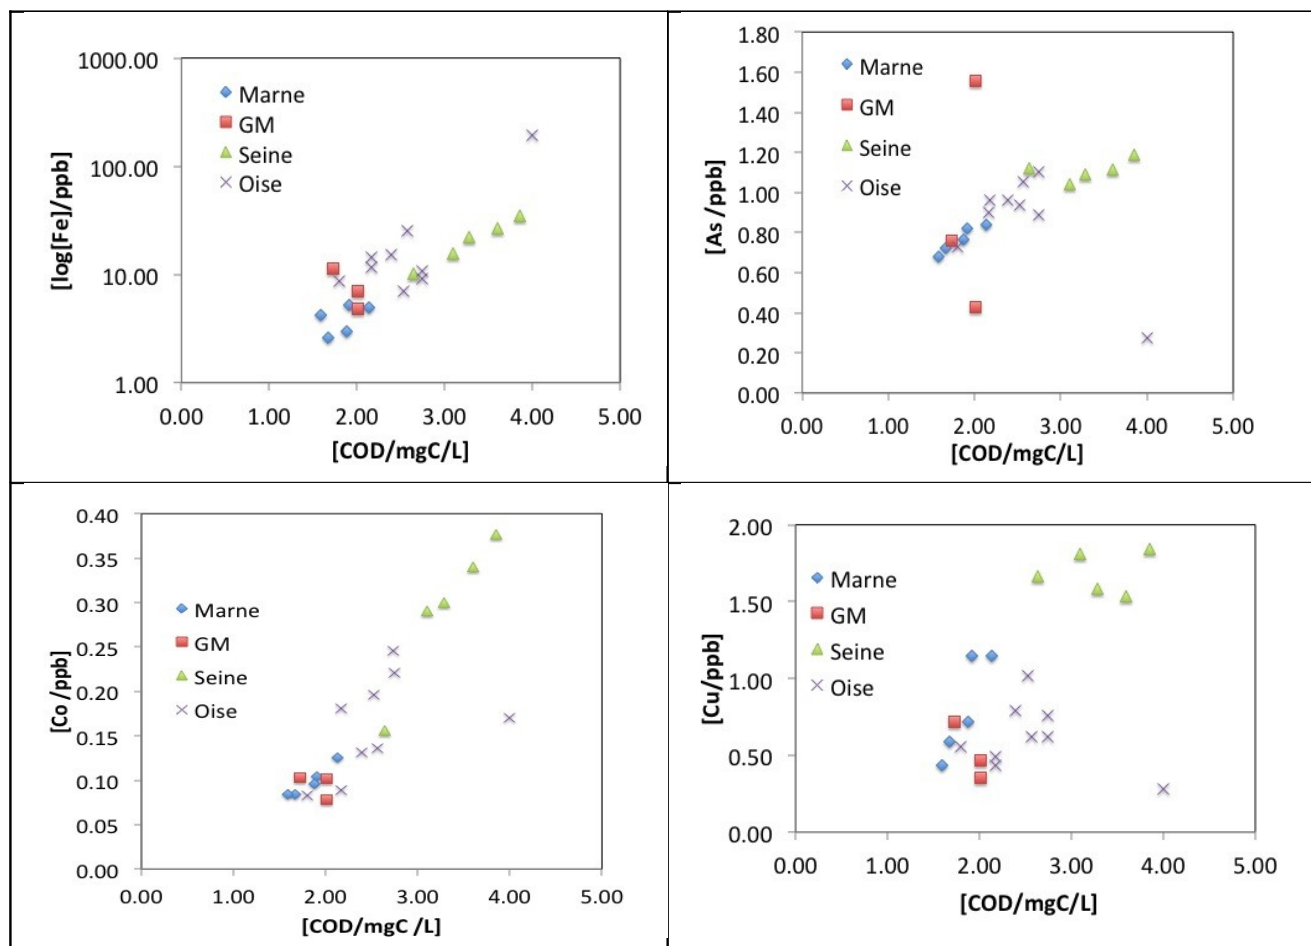 1000.00
100.00
10.00
1.00
[log[Fe]/ppb]
Marne
GM
Seine
Oise
0.00 1.00 2.00 3.00 4.00 5.00
[COD/mgC/L]
1.80
1.60
1.40
1.20
1.00
0.80
0.60
0.40
0.20
0.00
[As /ppb]
Marne
GM
Seine
Oise
0.00 1.00 2.00 3.00 4.00 5.00
[COD/mgC/L]
0.40
0.35
0.30
0.25
0.20
0.15
0.10
0.05
0.00
[Co /ppb]
Marne
GM
Seine
Oise
0.00 1.00 2.00 3.00 4.00 5.00
[COD/mgC /L]
2.00
1.50
1.00
0.50
0.00
[Cu/ppb]
Marne
GM
Seine
Oise
0.00 1.00 2.00 3.00 4.00 5.00
[COD/mgC/L]